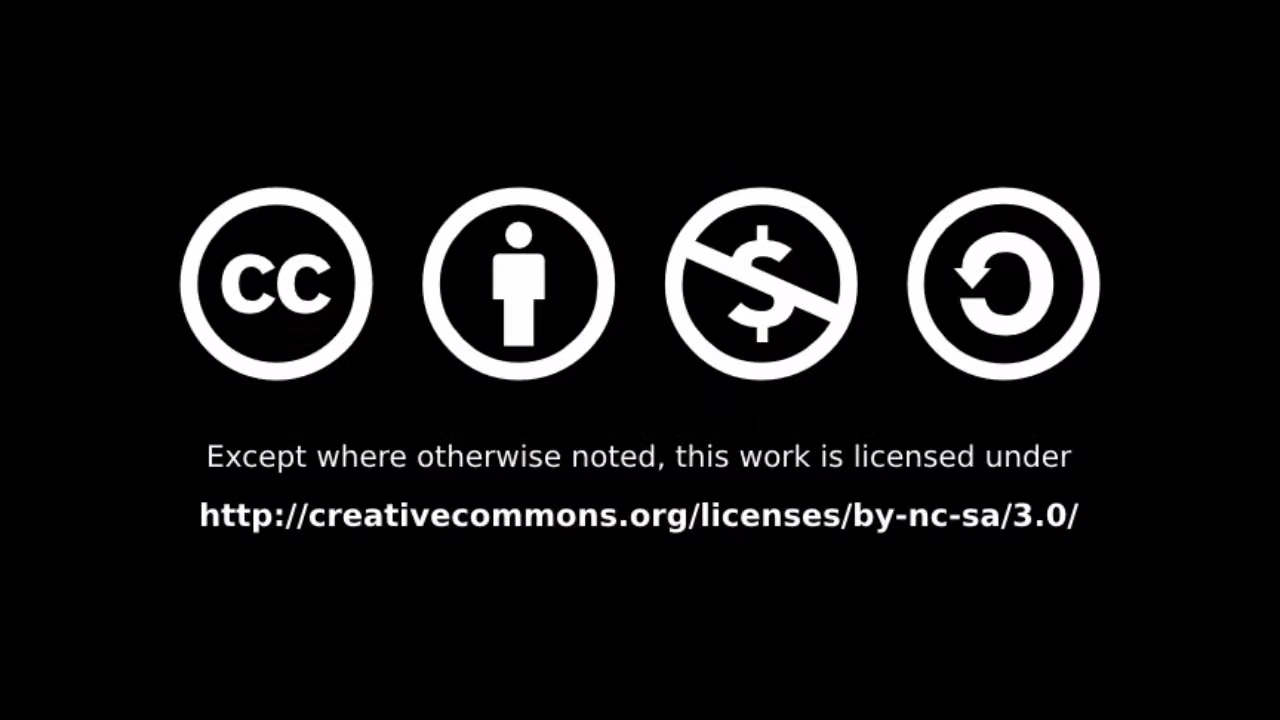 cc
$
Except where otherwise noted, this work is licensed under
http://creativecommons.org/licenses/by-nc-sa/3.0/